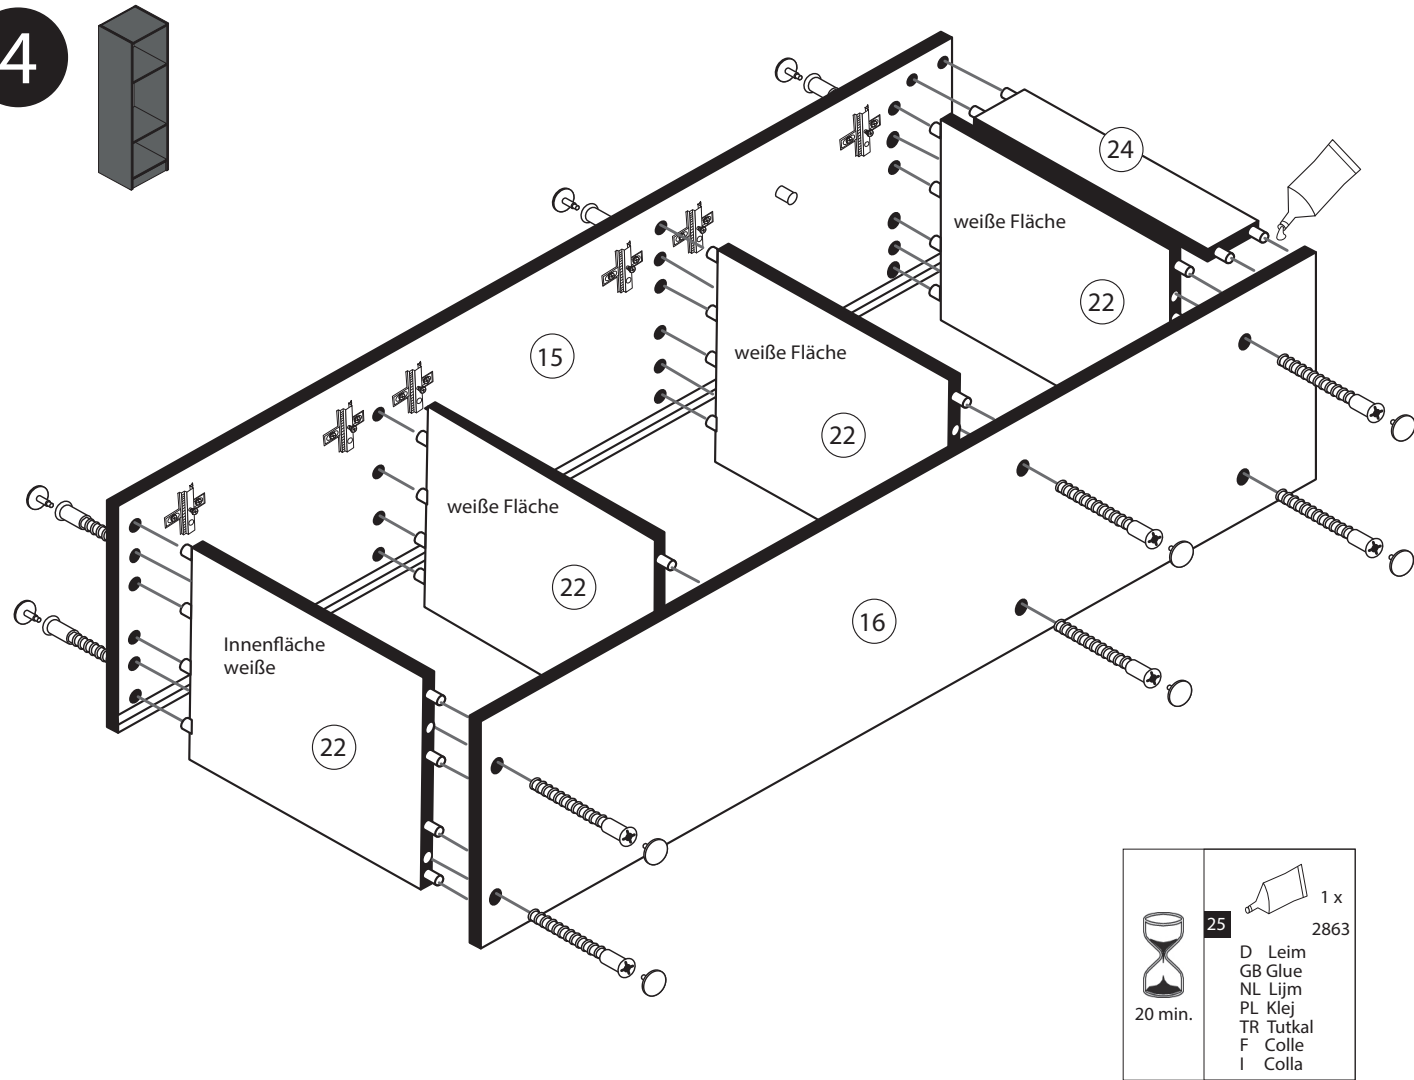 4
24
weiße Fläche
22
15
weiße Fläche
22
weiße Fläche
22
16
Innenfläche
weiße
22
25
1 x
2863
D Leim
GB Glue
NL Lijm
PL Klej
TR Tutkal
F Colle
I Colla
20 min.